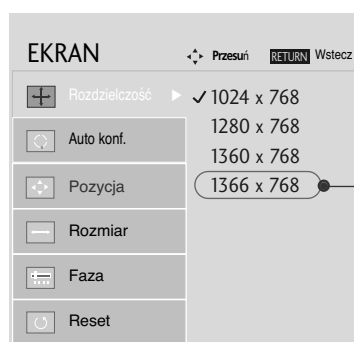 EKRAN
Przesuń RETURN Wstecz
Rozdzielczość
Auto konf.
Pozycja
Rozmiar
Faza
Reset
1024 x 768
1280 x 768
1360 x 768
1366 x 768